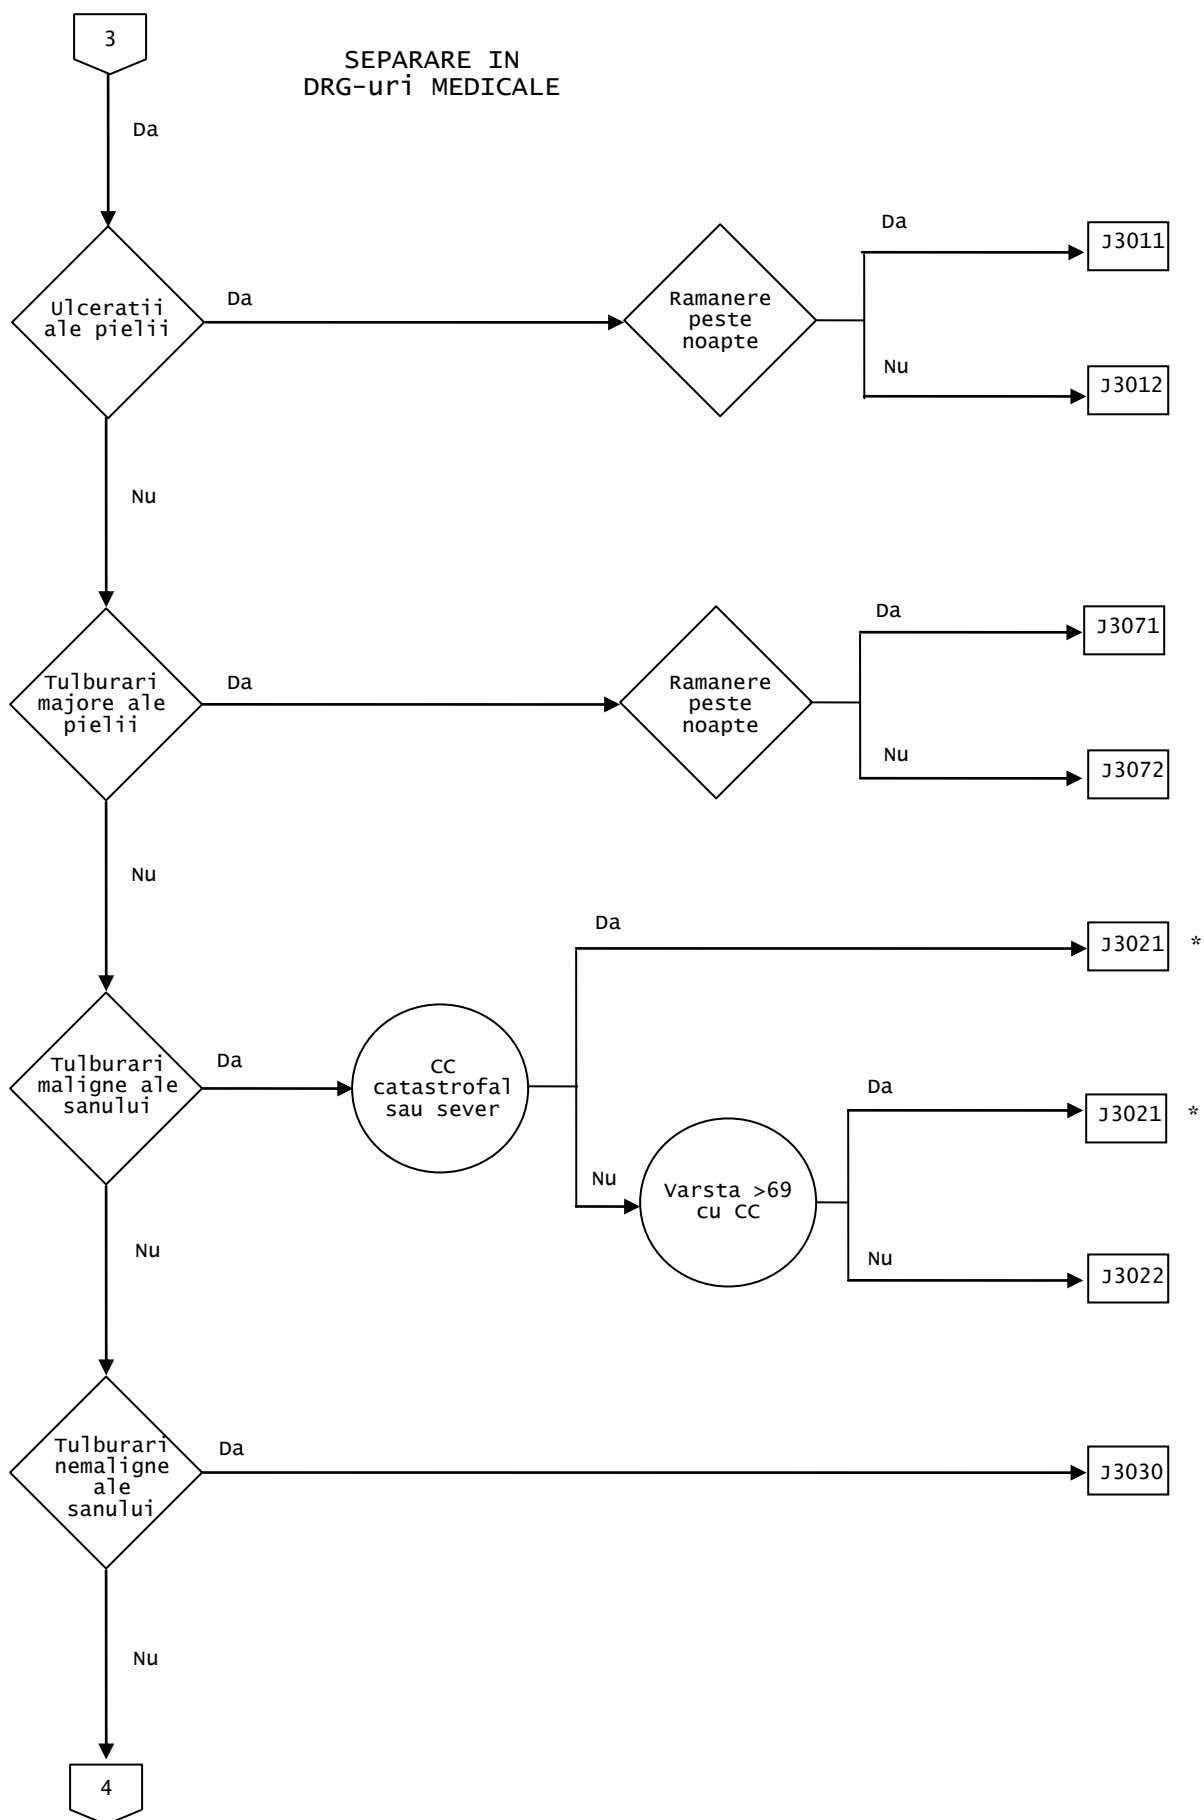 3
SEPARARE IN
DRG-uri MEDICALE
Da
Ulceratii
ale pielii
Da
Ramanere
peste
noapte
Da
J3011
Nu
J3012
Nu
Tulburari
majore ale
pielii
Da
Ramanere
peste
noapte
Da
J3071
Nu
J3072
Nu
Tulburari
maligne ale
sanului
Da
CC
catastrofal
sau sever
Da
J3021 *
Nu
Varsta >69
cu CC
Da
J3021 *
Nu
J3022
Nu
Tulburari
nemaligne
ale
sanului
Da
J3030
Nu
4